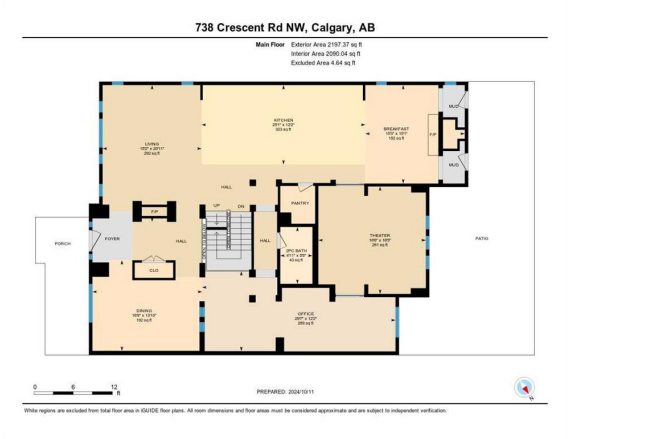 738 Crescent Rd NW, Calgary, AB
Main Floor Exterior Area 2197.37 sq ft
Interior Area 2090.04 sq ft
Excluded Area 4.64 sq ft
MUD
KITCHEN
BREAKFAST
F/P
LIVING
MUD
HALL
PANTRY
UP
DN
F/P
PORCH
FOYER
HALL
HALL
THEATER
PATIO
2PC BATH
CLO
DINING
OFFICE
0 6 12
ft
PREPARED: 2024/10/11
N
White regions are excluded from total floor area in iGUIDE floor plans. All room dimensions and floor areas must be considered approximate and are subject to independent verification.